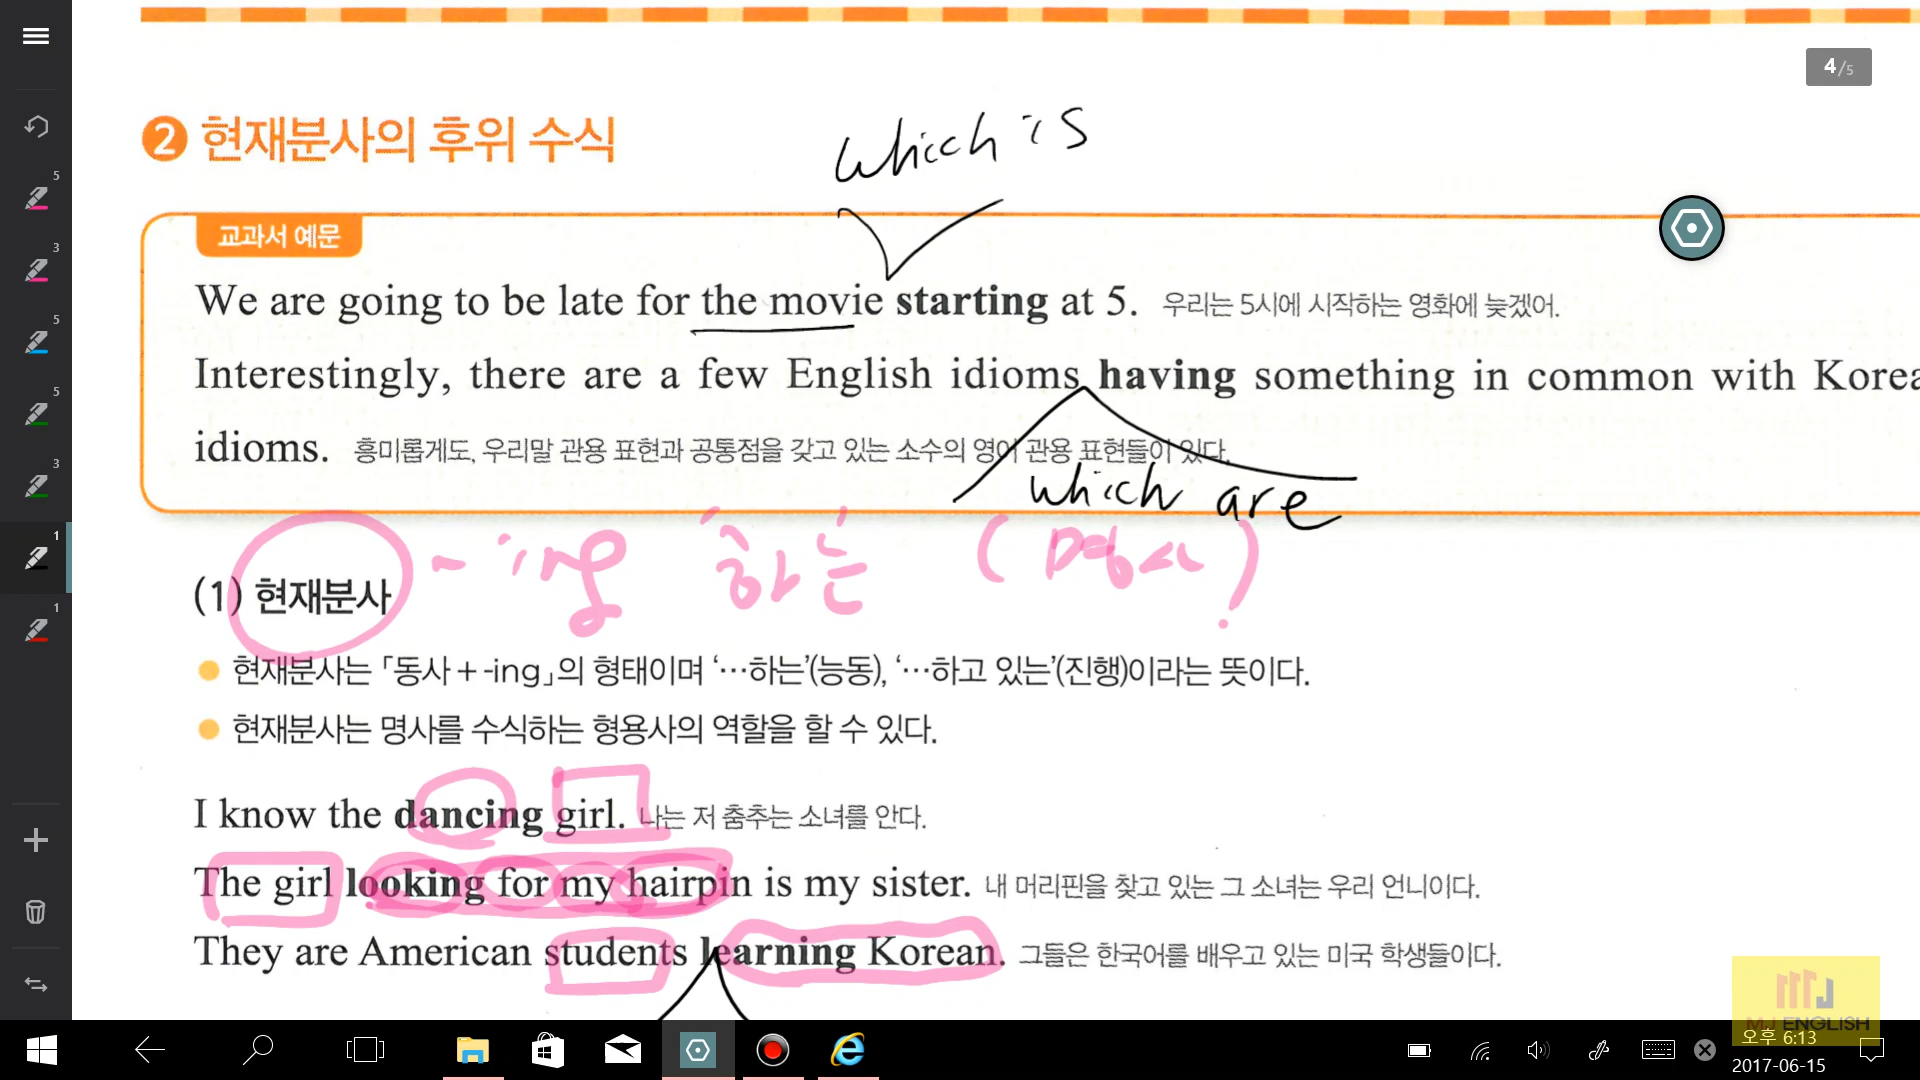 4/5
which is
② 현재분사의 후위 수식
교과서 예문
We are going to be late for the movie starting at 5. 우리는 5시에 시작하는 영화에 늦겠어.
Interestingly, there are a few English idioms having something in common with Korea
idioms. 흥미롭게도, 우리말 관용 표현과 공통점을 갖고 있는 소수의 영어 관용 표현들이 있다.
which are
~ing '하는' (명사)
(1) 현재분사
현재분사는 「동사 + -ing」의 형태이며 '…하는'(능동), '…하고 있는'(진행)이라는 뜻이다.
현재분사는 명사를 수식하는 형용사의 역할을 할 수 있다.
I know the dancing girl. 나는 저 춤추는 소녀를 안다.
The girl looking for my hairpin is my sister. 내 머리핀을 찾고 있는 그 소녀는 우리 언니이다.
They are American students learning Korean. 그들은 한국어를 배우고 있는 미국 학생들이다.
5
3
5
5
3
1
1
MJ ENGLISH
오후 6:13
2017-06-15